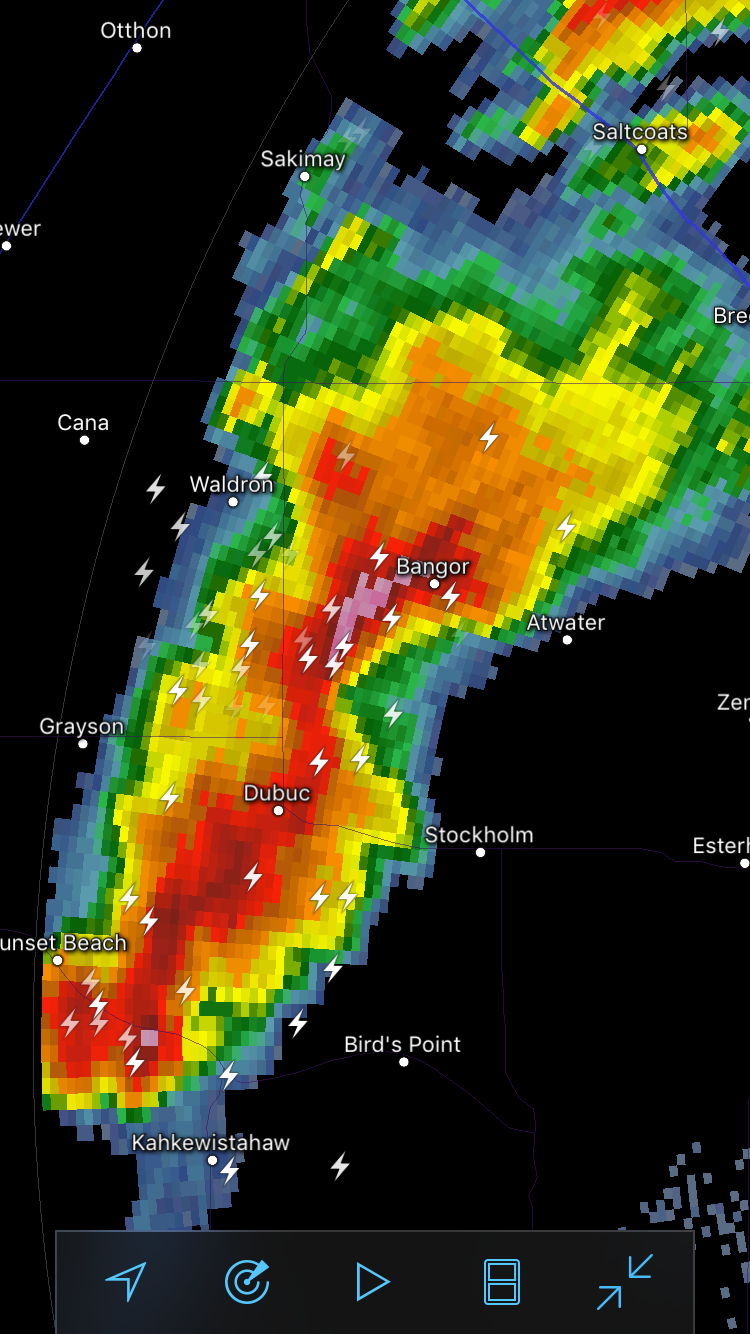 Otthon
Saltcoats
Sakimay
ewer
Bre
Cana
Waldron
Bangor
Atwater
Zer
Grayson
Dubuc
Stockholm
Esterh
unset Beach
Bird's Point
Kahkewistahaw